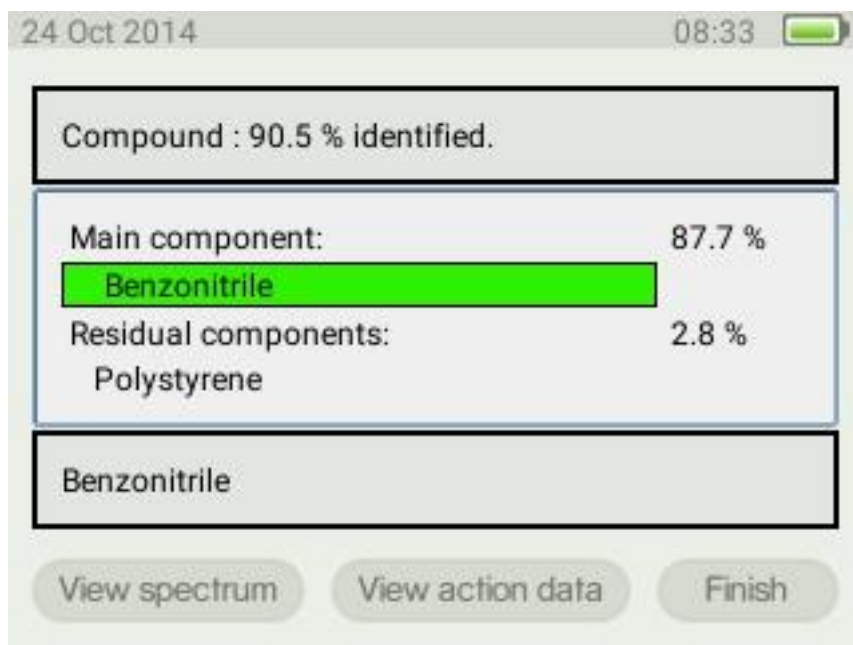 24 Oct 2014 08:33
Compound : 90.5 % identified.
Main component: 87.7 %
Benzonitrile
Residual components: 2.8 %
Polystyrene
Benzonitrile
View spectrum View action data Finish